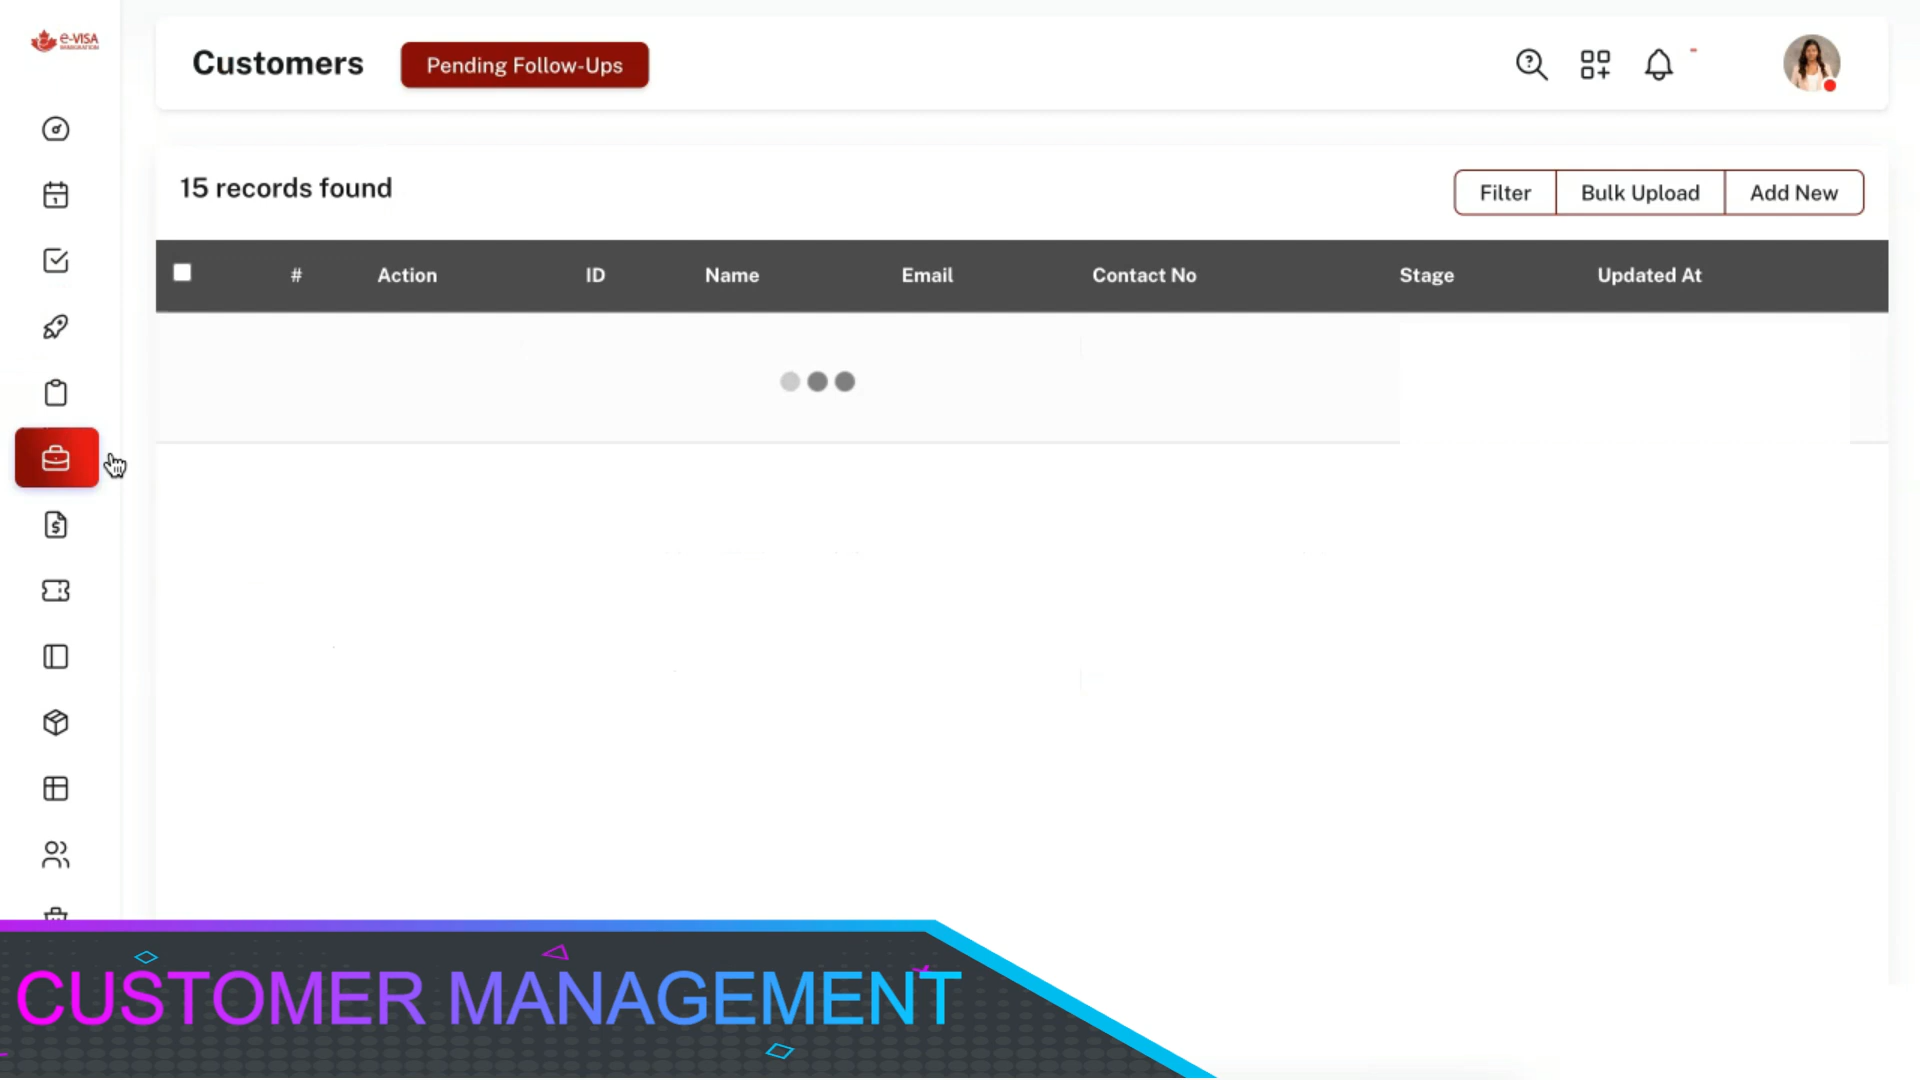 e-VISA
IMMIGRATION
Customers
Pending Follow-Ups
15 records found
Filter
Bulk Upload
Add New
# Action ID Name Email Contact No Stage Updated At
CUSTOMER MANAGEMENT